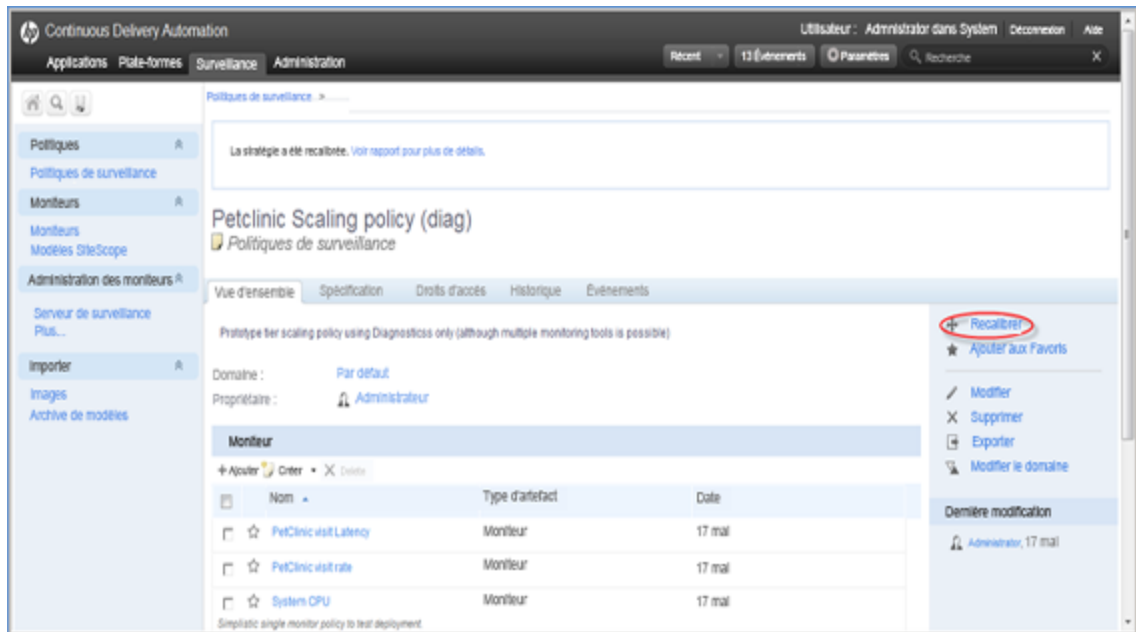 hp Continuous Delivery Automation
Utilisateur : Administrator dans System Déconnexion Aide
Applications Plate-formes Surveillance Administration
Récent 13 Événements Paramètres Recherche X
Politiques de surveillance >
Politiques
Politiques de surveillance
La stratégie a été recalibrée. Voir rapport pour plus de détails.
Moniteurs
Moniteurs
Modèles SiteScope
Petclinic Scaling policy (diag)
Politiques de surveillance
Administration des moniteurs
Serveur de surveillance
Plus...
Importer
Images
Archive de modèles
Vue d'ensemble Spécification Droits d'accès Historique Événements
Prototype tier scaling policy using Diagnosticss only (although multiple monitoring tools is possible)
Domaine : Par défaut
Propriétaire : Administrateur
Moniteur
Ajouter Créer Delete
Nom Type d'artefact Date
PetClinic visit Latency Moniteur 17 mai
PetClinic visit rate Moniteur 17 mai
System CPU Moniteur 17 mai
Simplistic single monitor policy to test deployment.
Recalibrer
Ajouter aux Favoris
Modifier
Supprimer
Exporter
Modifier le domaine
Dernière modification
Administrator, 17 mai